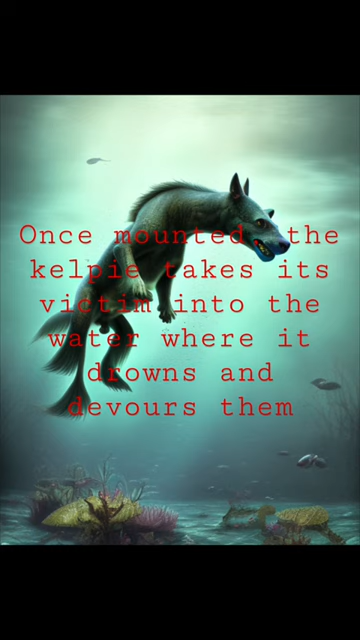 Once mounted the
kelpie takes its
victim into the
water where it
drowns and
devours them